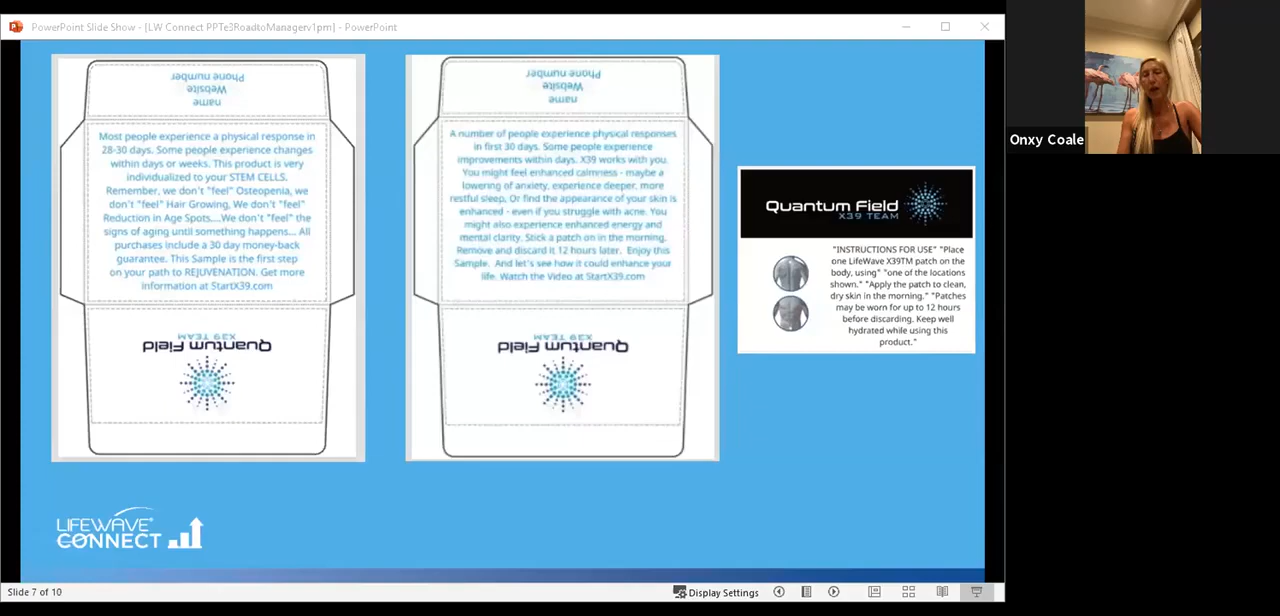 PowerPoint Slide Show - [LW Connect PPTe3RoadtoManagerv1pm] - PowerPoint
Phone number
Website
name
Most people experience a physical response in
28-30 days. Some people experience changes
within days or weeks. This product is very
individualized to your STEM CELLS.
Remember, we don't "feel" Osteopenia, we
don't "feel" Hair Growing, We don't "feel"
Reduction in Age Spots,...We don't "feel" the
signs of aging until something happens... All
purchases include a 30 day money-back
guarantee. This Sample is the first step
on your path to REJUVENATION. Get more
information at StartX39.com
X39 TEAM
Quantum Field
Phone number
Website
name
A number of people experience physical responses
in first 30 days. Some people experience
improvements within days. X39 works with you.
You might feel enhanced calmness - maybe a
lowering of anxiety, experience deeper, more
restful sleep, Or find the appearance of your skin is
enhanced - even if you struggle with acne. You
might also experience enhanced energy and
mental clarity. Stick a patch on in the morning.
Remove and discard it 12 hours later. Enjoy this
Sample. And let's see how it could enhance your
life. Watch the Video at StartX39.com
X39 TEAM
Quantum Field
Quantum Field
X39 TEAM
"INSTRUCTIONS FOR USE" "Place
one LifeWave X39TM patch on the
body, using" "one of the locations
shown." "Apply the patch to clean,
dry skin in the morning." "Patches
may be worn for up to 12 hours
before discarding. Keep well
hydrated while using this
product."
LIFEWAVE®
CONNECT
Slide 7 of 10
Display Settings
Onxy Coale